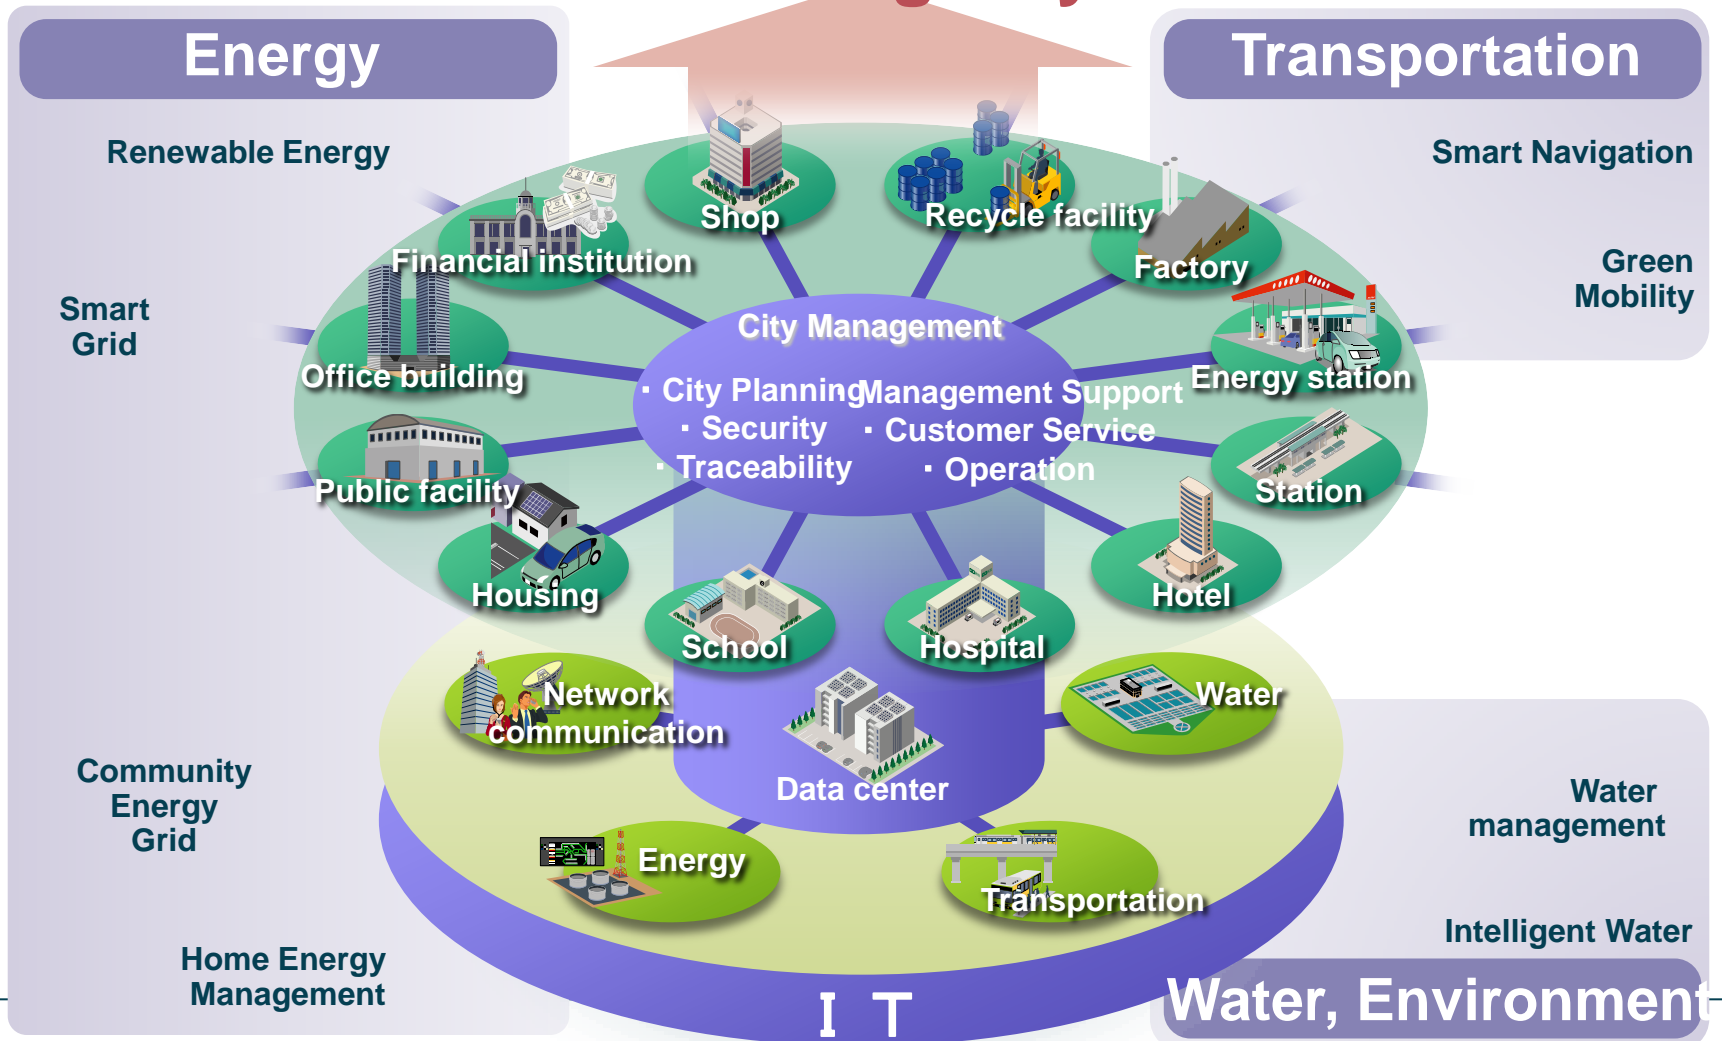 Energy
Renewable Energy
Smart
Grid
Community
Energy
Grid
Home Energy
Management
Transportation
Smart Navigation
Green
Mobility
Shop
Recycle facility
Financial institution
Factory
Office building
Energy station
Public facility
Station
Housing
Hotel
School
Hospital
City Management
・City Planning
・Security
・Traceability
・Management Support
・Customer Service
・Operation
Network
communication
Water
Data center
Energy
Transportation
I T
Water
management
Intelligent Water
Water, Environment